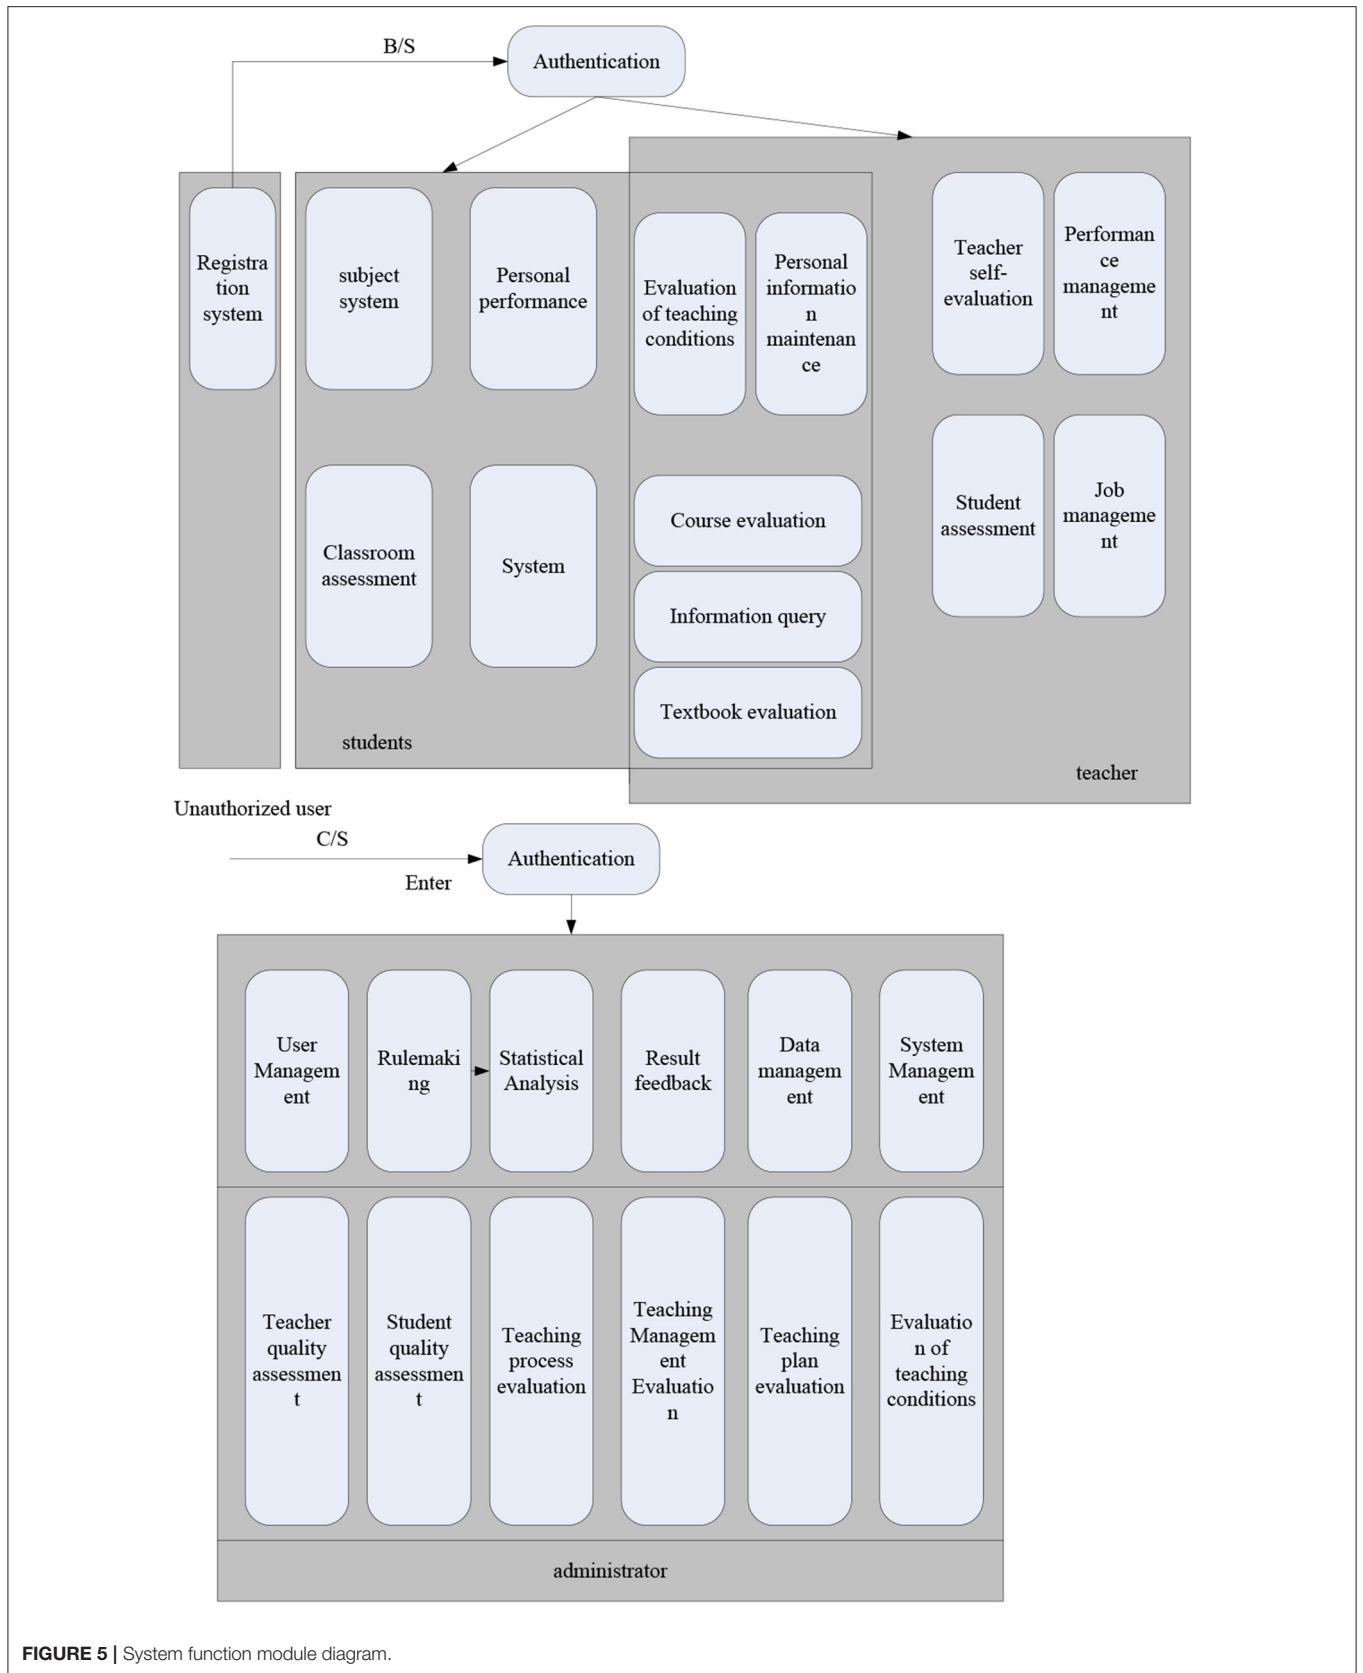 B/S
Authentication
Registra
tion
system
subject
system
Personal
performance
Evaluation
of teaching
conditions
Personal
informatio
n
maintenan
ce
Teacher
self-
evaluation
Performan
ce
manageme
nt
Classroom
assessment
System
Course evaluation
Information query
Textbook evaluation
Student
assessment
Job
manageme
nt
students
teacher
Unauthorized user
C/S
Enter
Authentication
User
Managem
ent
Rulemaki
ng
Statistical
Analysis
Result
feedback
Data
managem
ent
System
Managem
ent
Teacher
quality
assessmen
t
Student
quality
assessmen
t
Teaching
process
evaluation
Teaching
Managem
ent
Evaluatio
n
Teaching
plan
evaluation
Evaluatio
n of
teaching
conditions
administrator
FIGURE 5 | System function module diagram.